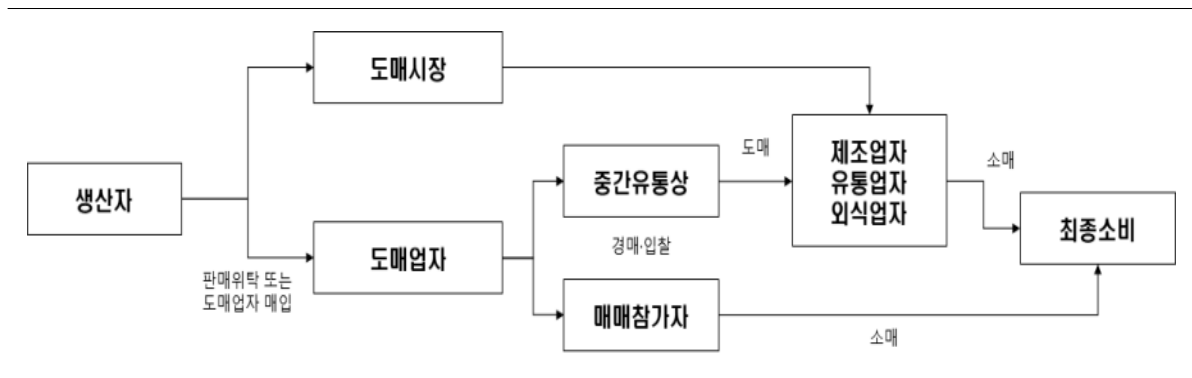 도매시장
생산자
판매위탁 또는
도매업자 매입
도매업자
중간유통상
경매·입찰
매매참가자
도매
제조업자
유통업자
외식업자
소매
소매
최종소비